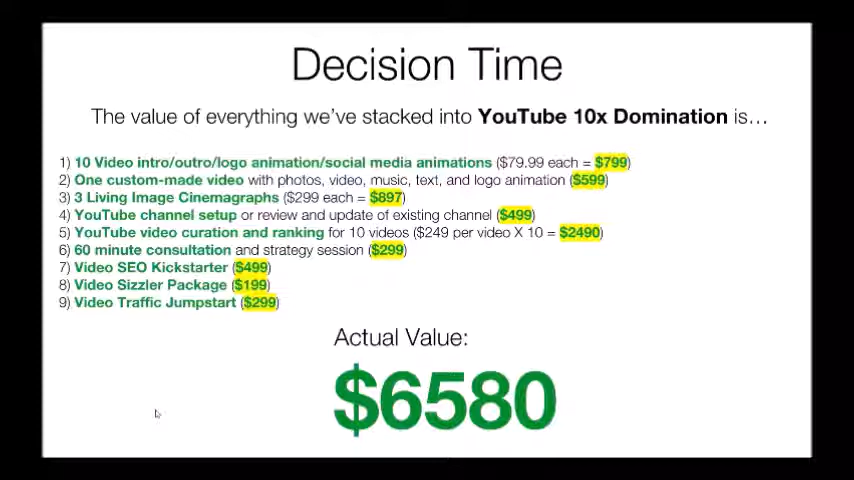 Decision Time
The value of everything we've stacked into YouTube 10x Domination is...
1) 10 Video intro/outro/logo animation/social media animations ($79.99 each = $799)
2) One custom-made video with photos, video, music, text, and logo animation ($599)
3) 3 Living Image Cinemagraphs ($299 each = $897)
4) YouTube channel setup or review and update of existing channel ($499)
5) YouTube video curation and ranking for 10 videos ($249 per video X 10 = $2490)
6) 60 minute consultation and strategy session ($299)
7) Video SEO Kickstarter ($499)
8) Video Sizzler Package ($199)
9) Video Traffic Jumpstart ($299)
Actual Value:
$6580